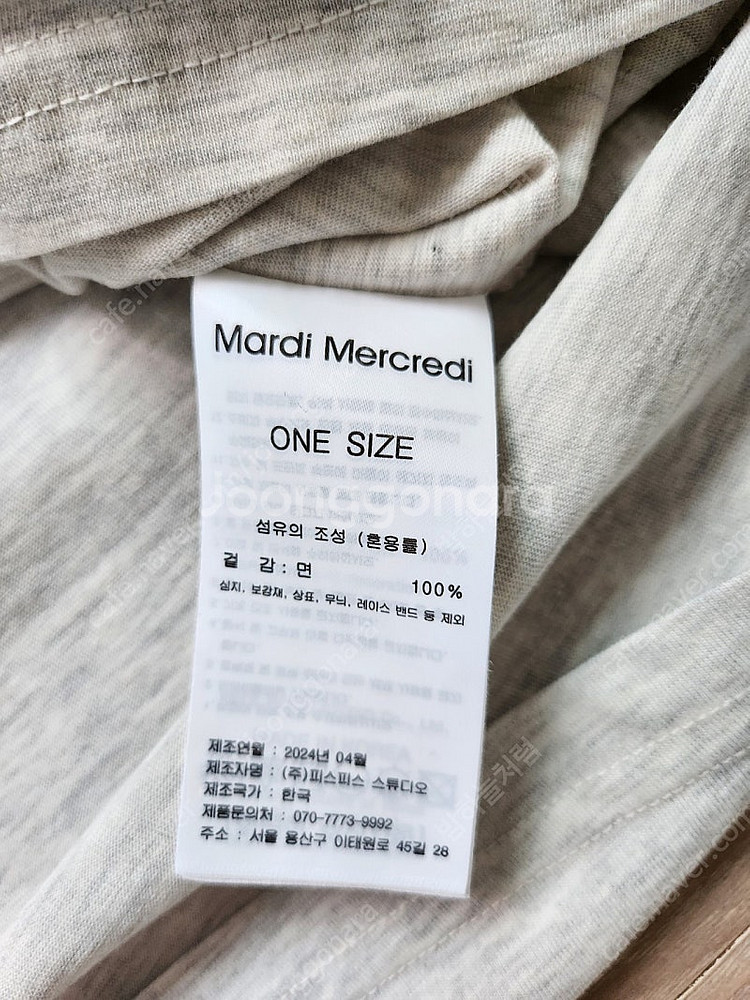 Mardi Mercredi
ONE SIZE
Joonggonara
섬유의 조성 (혼용률)
겉 감 : 면 100%
심지, 보강재, 상표, 무늬, 레이스 밴드 등 제외
제조연월 : 2024년 04월
제조자명 : (주)피스피스 스튜디오
제조국가 : 한국
제품문의처 : 070-7773-9992
주소 : 서울 용산구 이태원로 45길 28